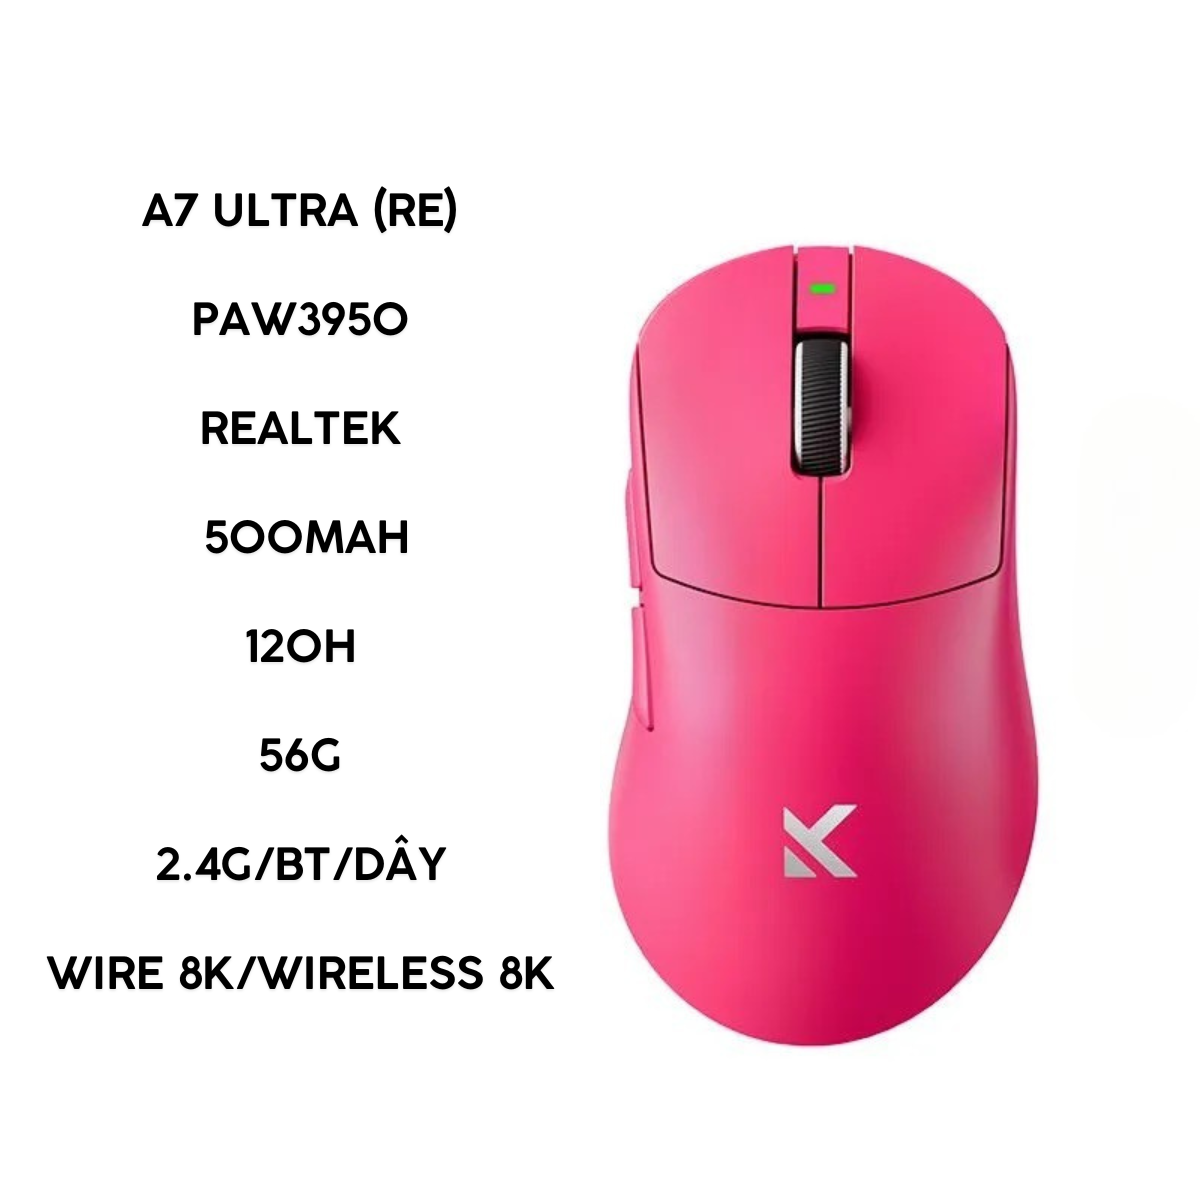 A7 ULTRA (RE)
PAW3950
REALTEK
500MAH
120H
56G
2.4G/BT/DÂY
WIRE 8K/WIRELESS 8K